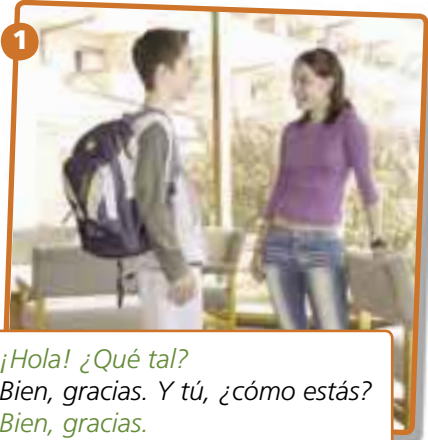 1
¡Hola! ¿Qué tal?
Bien, gracias. Y tú, ¿cómo estás?
Bien, gracias.